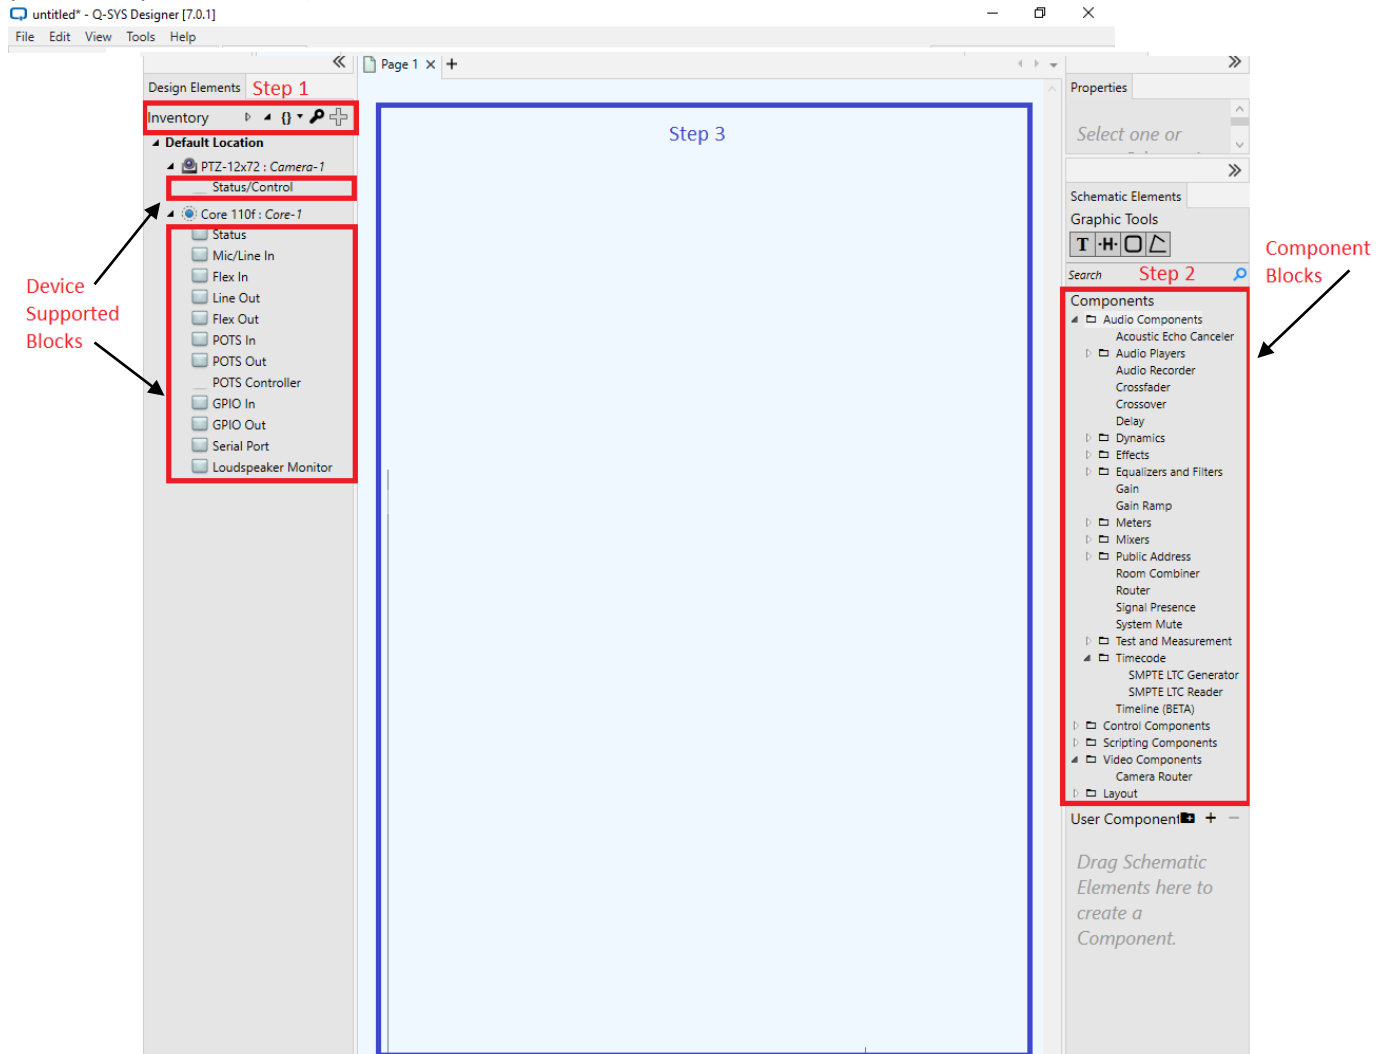 untitled* - Q-SYS Designer [7.0.1]
File Edit View Tools Help
Page 1
Design Elements
Step 1
Inventory
{}
Default Location
PTZ-12x72 : Camera-1
Status/Control
Core 110f : Core-1
Status
Mic/Line In
Flex In
Line Out
Flex Out
POTS In
POTS Out
POTS Controller
GPIO In
GPIO Out
Serial Port
Loudspeaker Monitor
Device
Supported
Blocks
Step 3
Properties
Select one or
Schematic Elements
Graphic Tools
T H
Search
Step 2
Components
Audio Components
Acoustic Echo Canceler
Audio Players
Audio Recorder
Crossfader
Crossover
Delay
Dynamics
Effects
Equalizers and Filters
Gain
Gain Ramp
Meters
Mixers
Public Address
Room Combiner
Router
Signal Presence
System Mute
Test and Measurement
Timecode
SMPTE LTC Generator
SMPTE LTC Reader
Timeline (BETA)
Control Components
Scripting Components
Video Components
Camera Router
Layout
User Component
Drag Schematic
Elements here to
create a
Component.
Component
Blocks